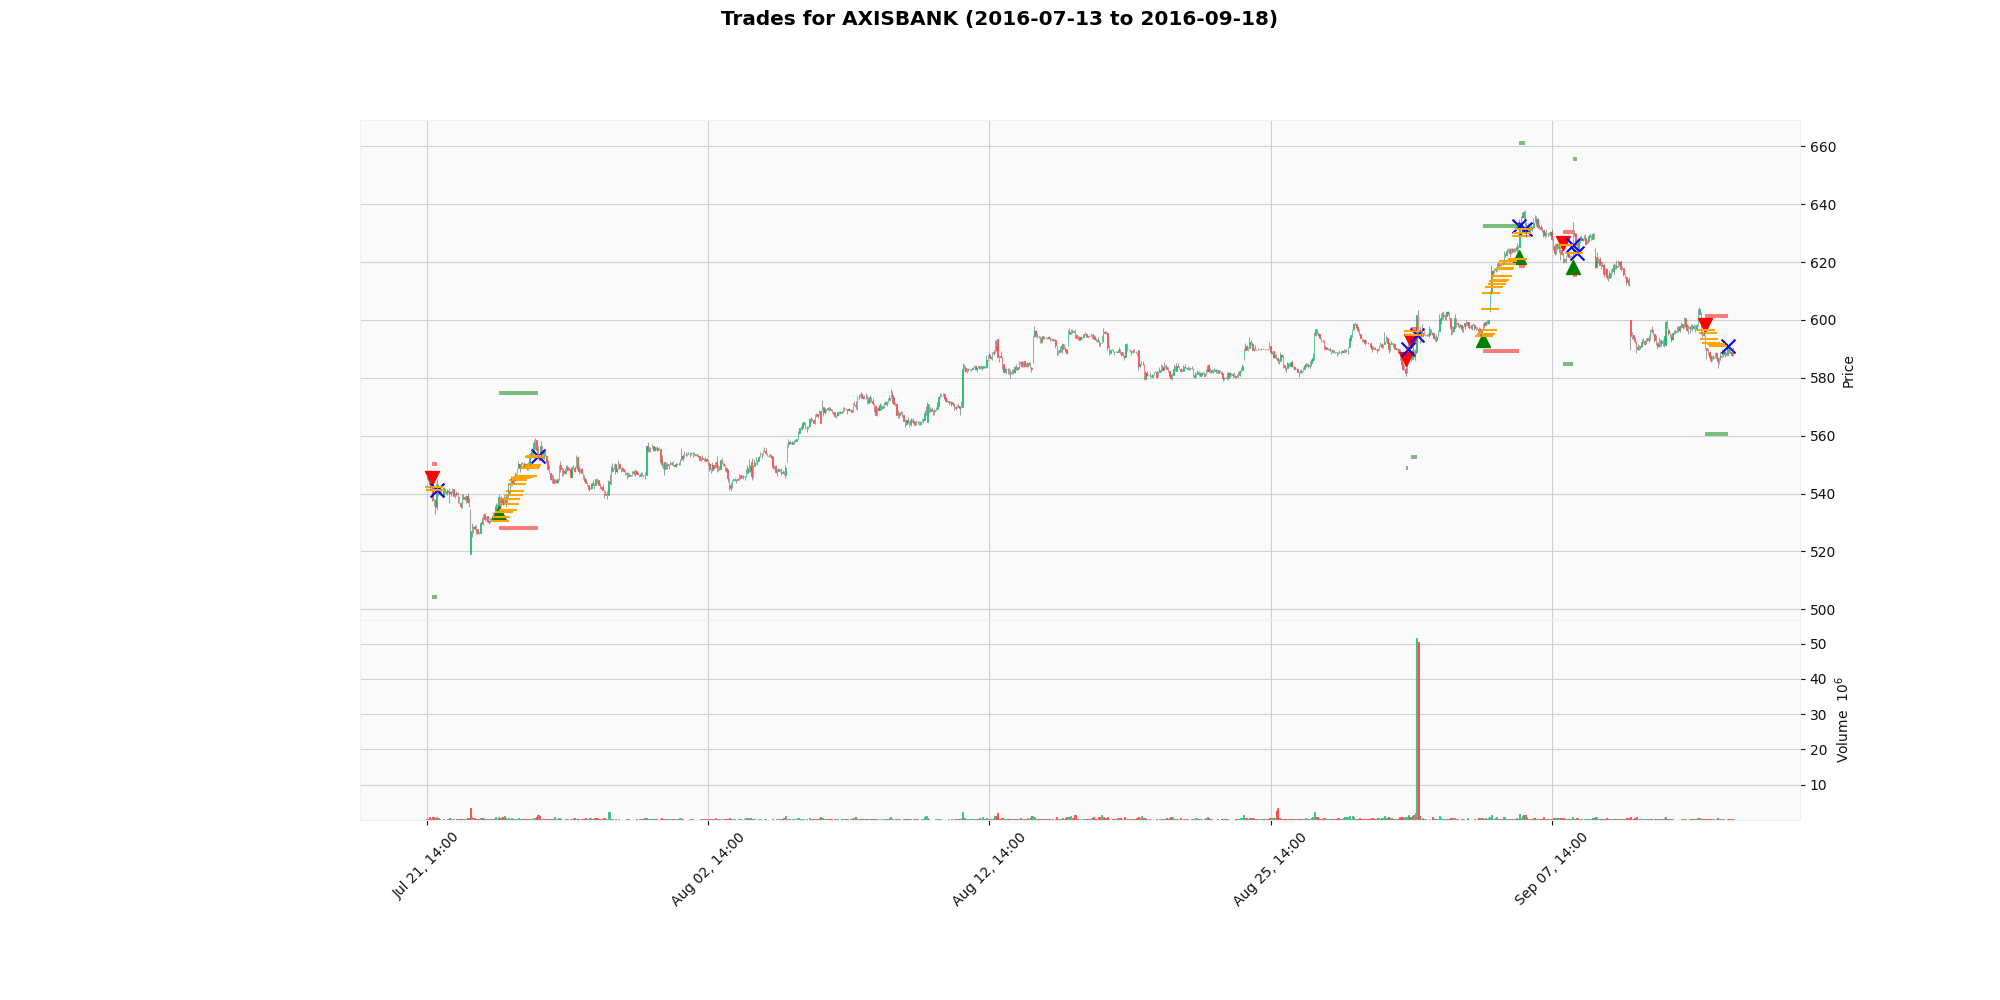 Trades for AXISBANK (2016-07-13 to 2016-09-18)
660
640
620
600
580
560
540
520
500
Price
50
40
30
20
10
Volume 10⁶
Jul 21, 14:00
Aug 02, 14:00
Aug 12, 14:00
Aug 25, 14:00
Sep 07, 14:00